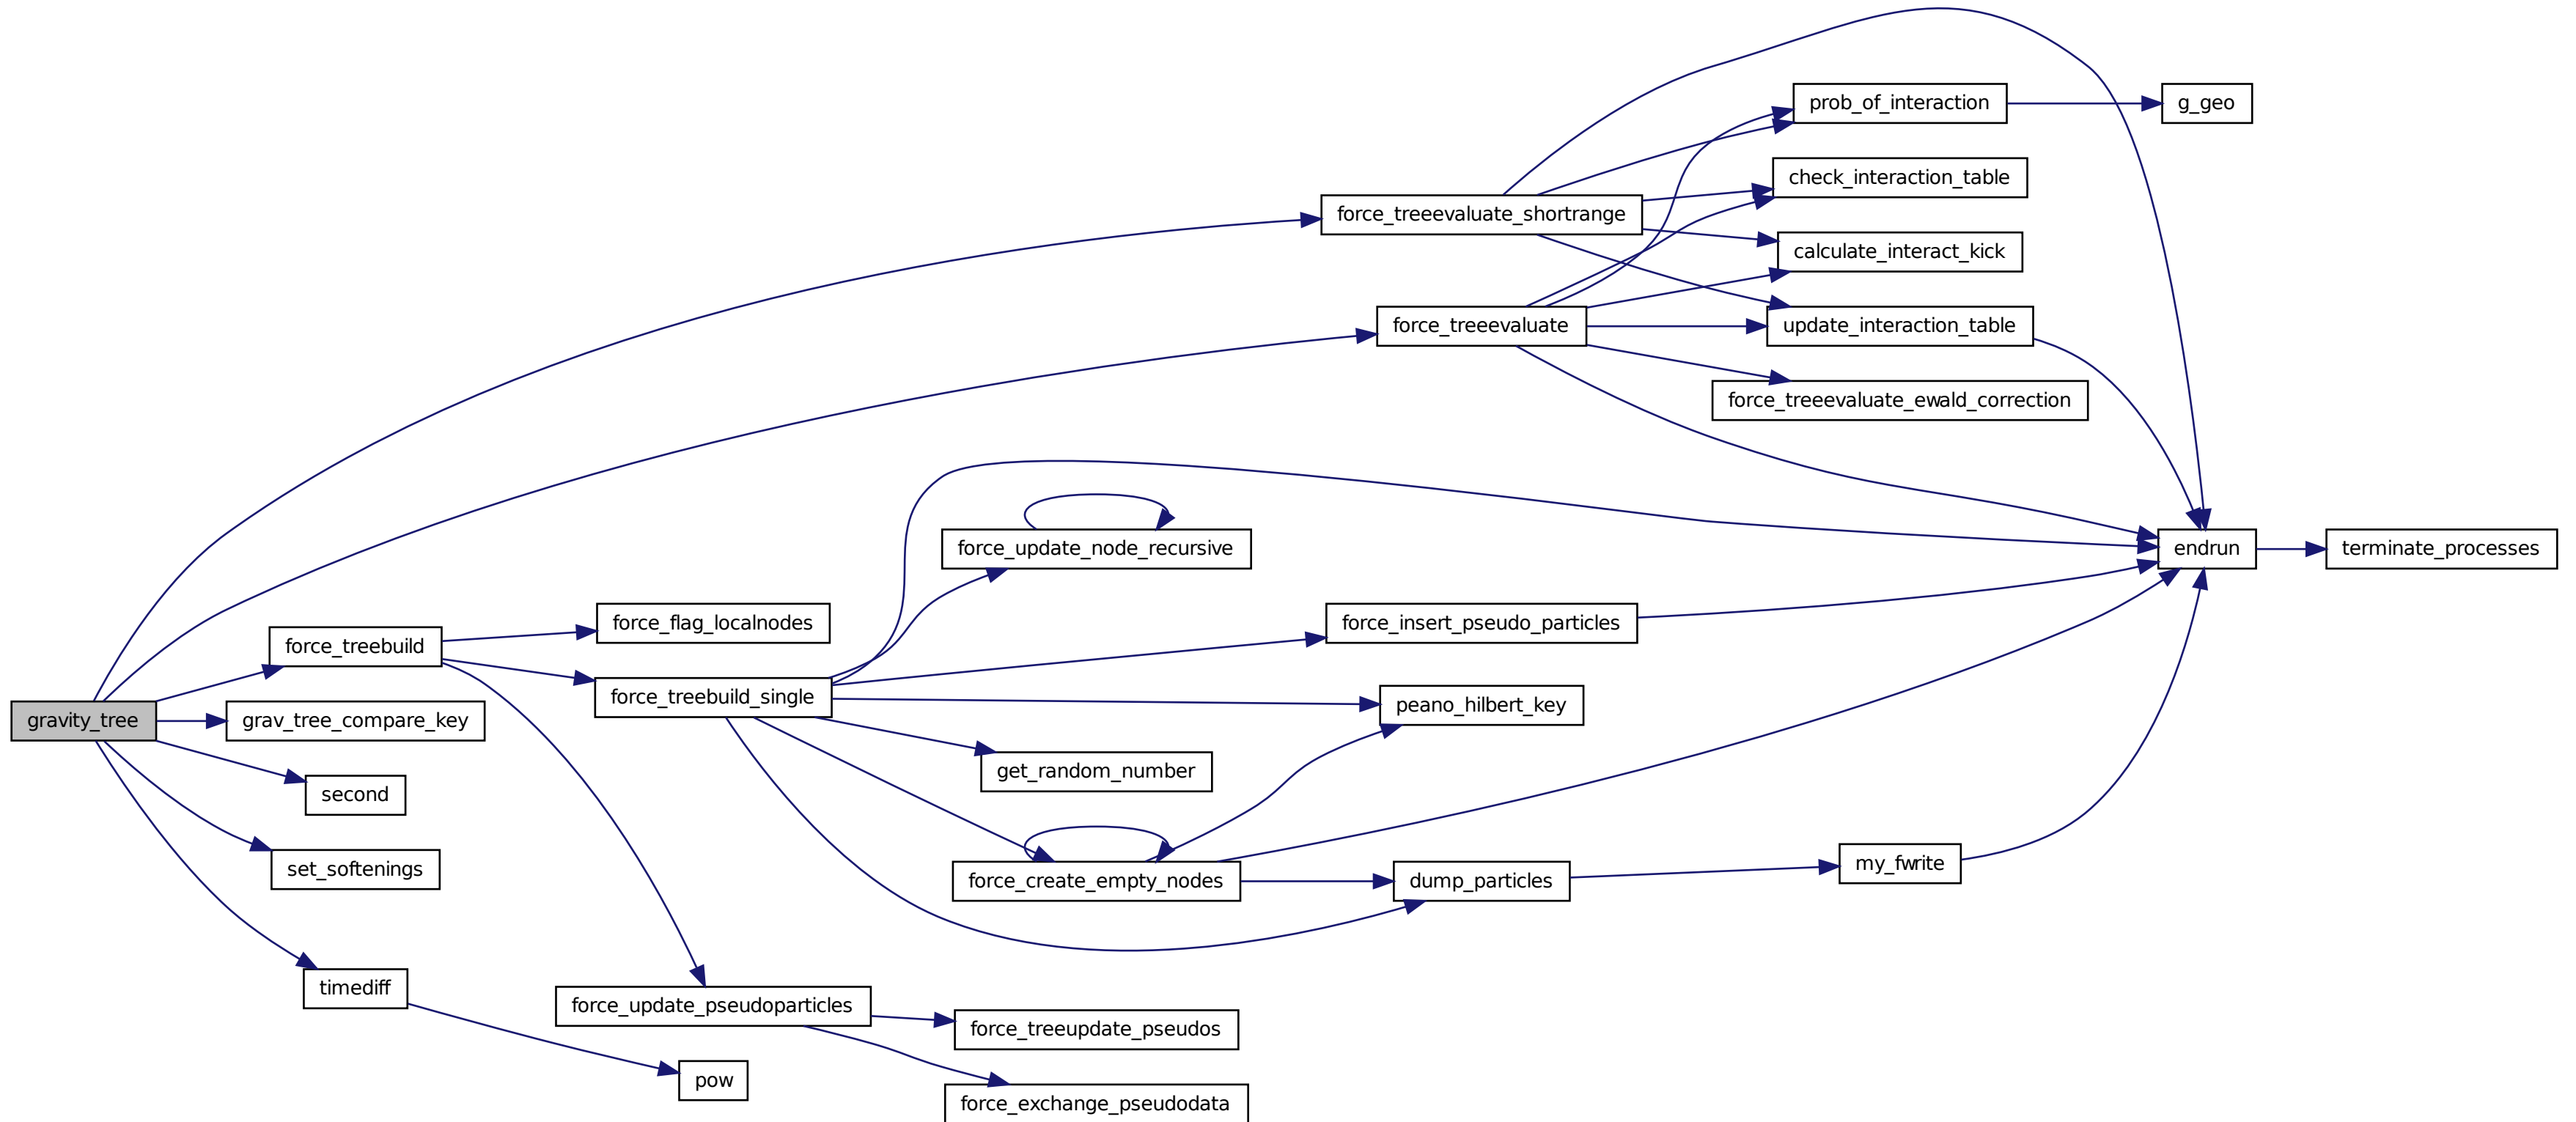 prob_of_interaction
g_geo
check_interaction_table
force_treeevaluate_shortrange
calculate_interact_kick
force_treeevaluate
update_interaction_table
force_treeevaluate_ewald_correction
force_update_node_recursive
endrun
terminate_processes
force_flag_localnodes
force_insert_pseudo_particles
force_treebuild
force_treebuild_single
peano_hilbert_key
gravity_tree
grav_tree_compare_key
get_random_number
second
set_softenings
my_fwrite
force_create_empty_nodes
dump_particles
timediff
force_update_pseudoparticles
force_treeupdate_pseudos
pow
force_exchange_pseudodata